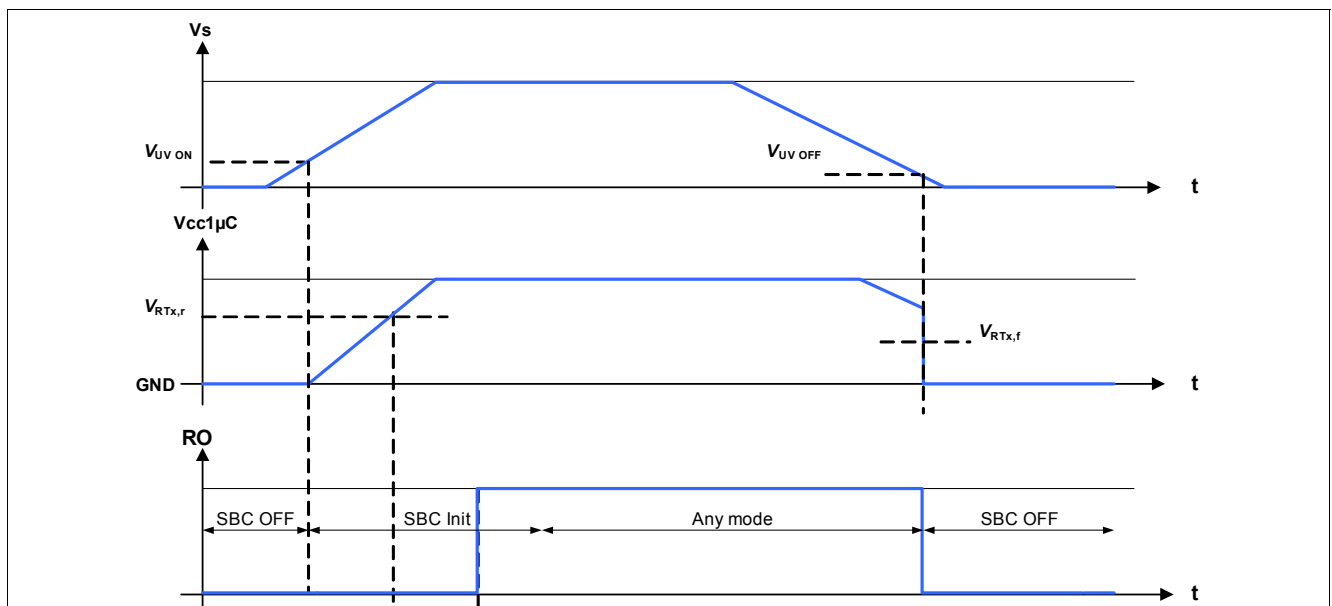 Vs
VUV ON
VUV OFF
t
Vcc1µC
VRTx,r
VRTx,f
GND
t
RO
SBC OFF
SBC Init
Any mode
SBC OFF
t